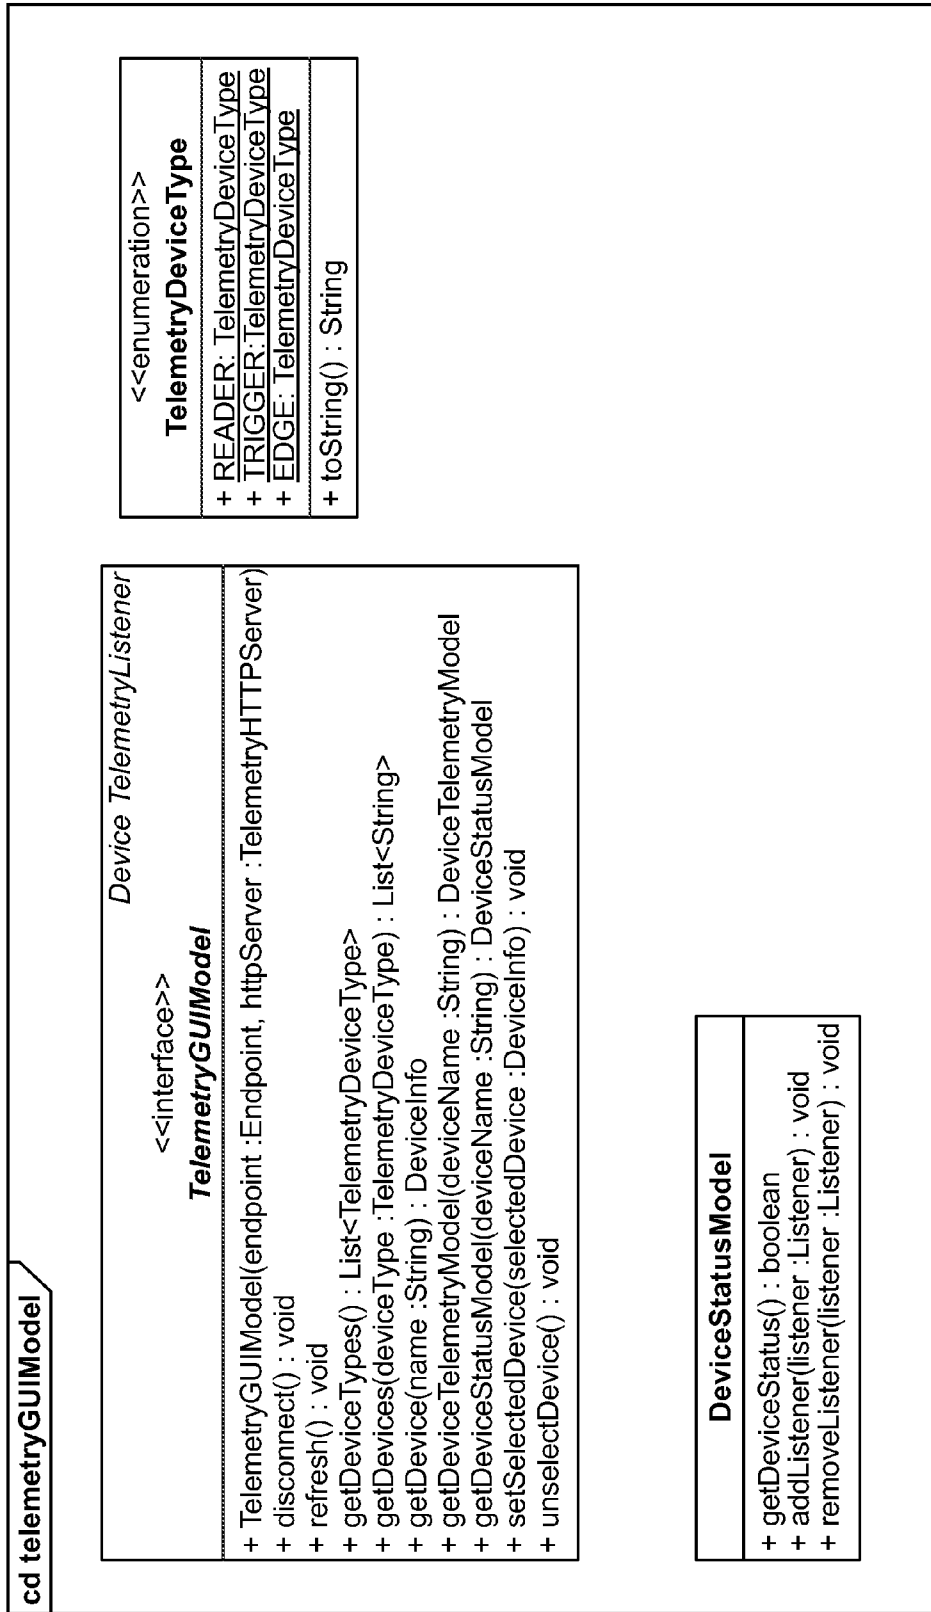 cd telemetryGUIModel
Device TelemetryListener
<<interface>>
TelemetryGUIModel
+ TelemetryGUIModel(endpoint :Endpoint, httpServer :TelemetryHTTPServer)
+ disconnect() : void
+ refresh() : void
+ getDeviceTypes() : List<TelemetryDeviceType>
+ getDevices(deviceType :TelemetryDeviceType) : List<String>
+ getDevice(name :String) : DeviceInfo
+ getDeviceTelemetryModel(deviceName :String) : DeviceTelemetryModel
+ getDeviceStatusModel(deviceName :String) : DeviceStatusModel
+ setSelectedDevice(selectedDevice :DeviceInfo) : void
+ unselectDevice() : void
<<enumeration>>
TelemetryDeviceType
+ READER: TelemetryDeviceType
+ TRIGGER:TelemetryDeviceType
+ EDGE: TelemetryDeviceType
+ toString() : String
DeviceStatusModel
+ getDeviceStatus() : boolean
+ addListener(listener :Listener) : void
+ removeListener(listener :Listener) : void